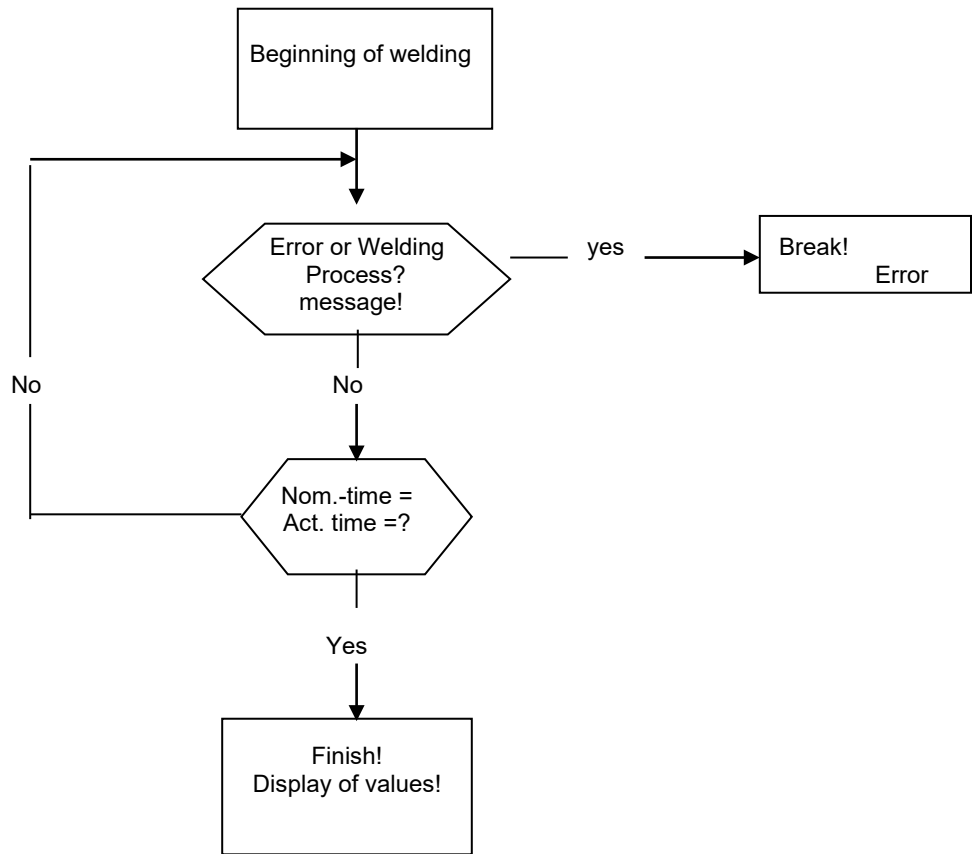 Beginning of welding
Error or Welding
Process?
message!
yes
Break!
Error
No
No
Nom.-time =
Act. time =?
Yes
Finish!
Display of values!